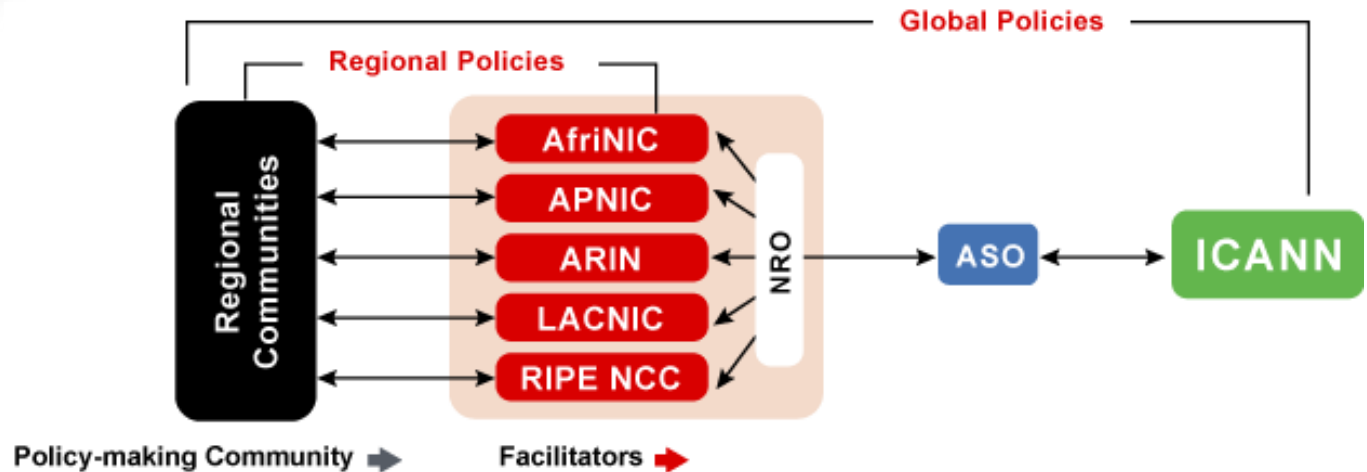 Global Policies
Regional Policies
Regional
Communities
AfriNIC
APNIC
ARIN
LACNIC
RIPE NCC
NRO
ASO
ICANN
Policy-making Community
Facilitators